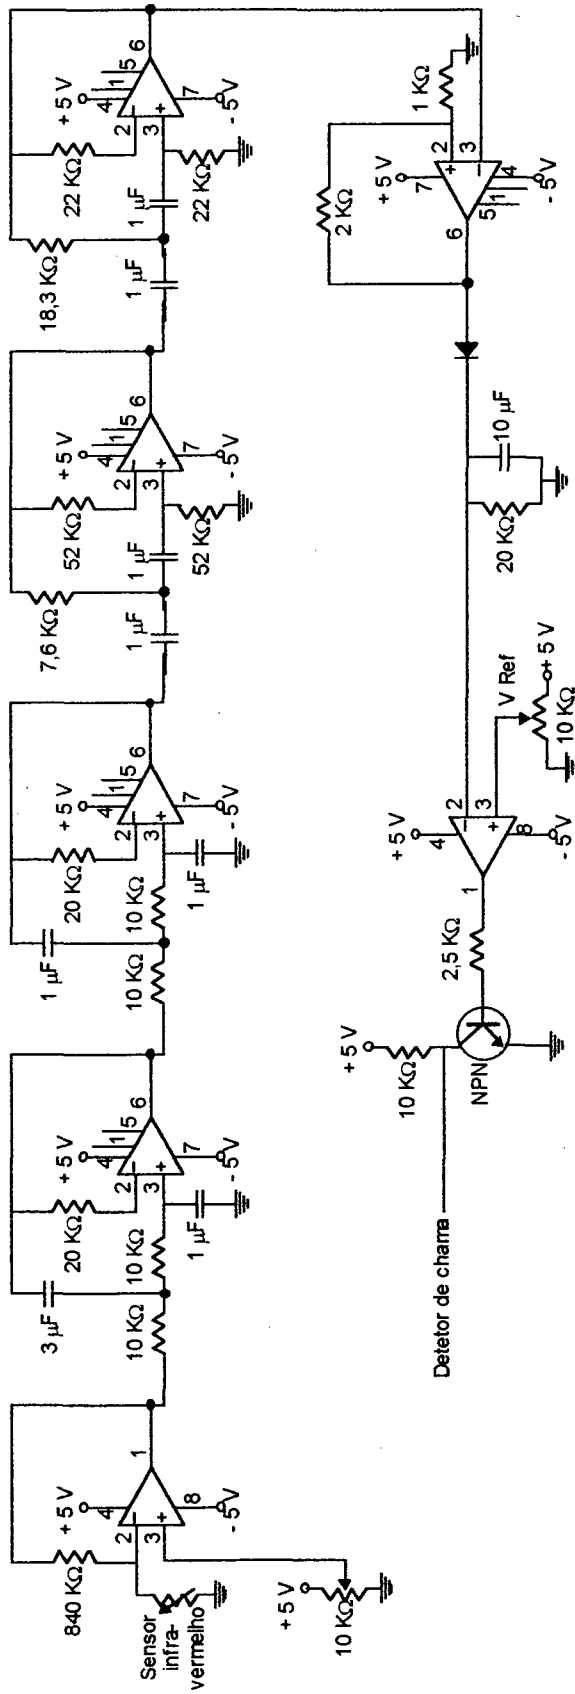 840 KΩ
+ 5 V
4
2
3
1
8
- 5V
Sensor
infra-
vermelho
+ 5 V
10 KΩ
3 µF
20 KΩ
+ 5 V
4
1
5
2
3
6
7
- 5V
10 KΩ
10 KΩ
1 µF
1 µF
20 KΩ
+ 5 V
4
1
5
2
3
6
7
- 5V
10 KΩ
10 KΩ
1 µF
7,6 KΩ
52 KΩ
+ 5 V
4
1
5
2
3
6
7
- 5V
1 µF
1 µF
52 KΩ
18,3 KΩ
22 KΩ
+ 5 V
4
1
5
2
3
6
7
- 5V
1 µF
1 µF
22 KΩ
1 KΩ
2 KΩ
+ 5 V
7
2
3
6
5
1
4
- 5 V
10 µF
20 KΩ
V Ref
+ 5 V
10 KΩ
+ 5 V
4
2
3
1
8
- 5V
2,5 KΩ
+ 5 V
10 KΩ
NPN
Detetor de chama